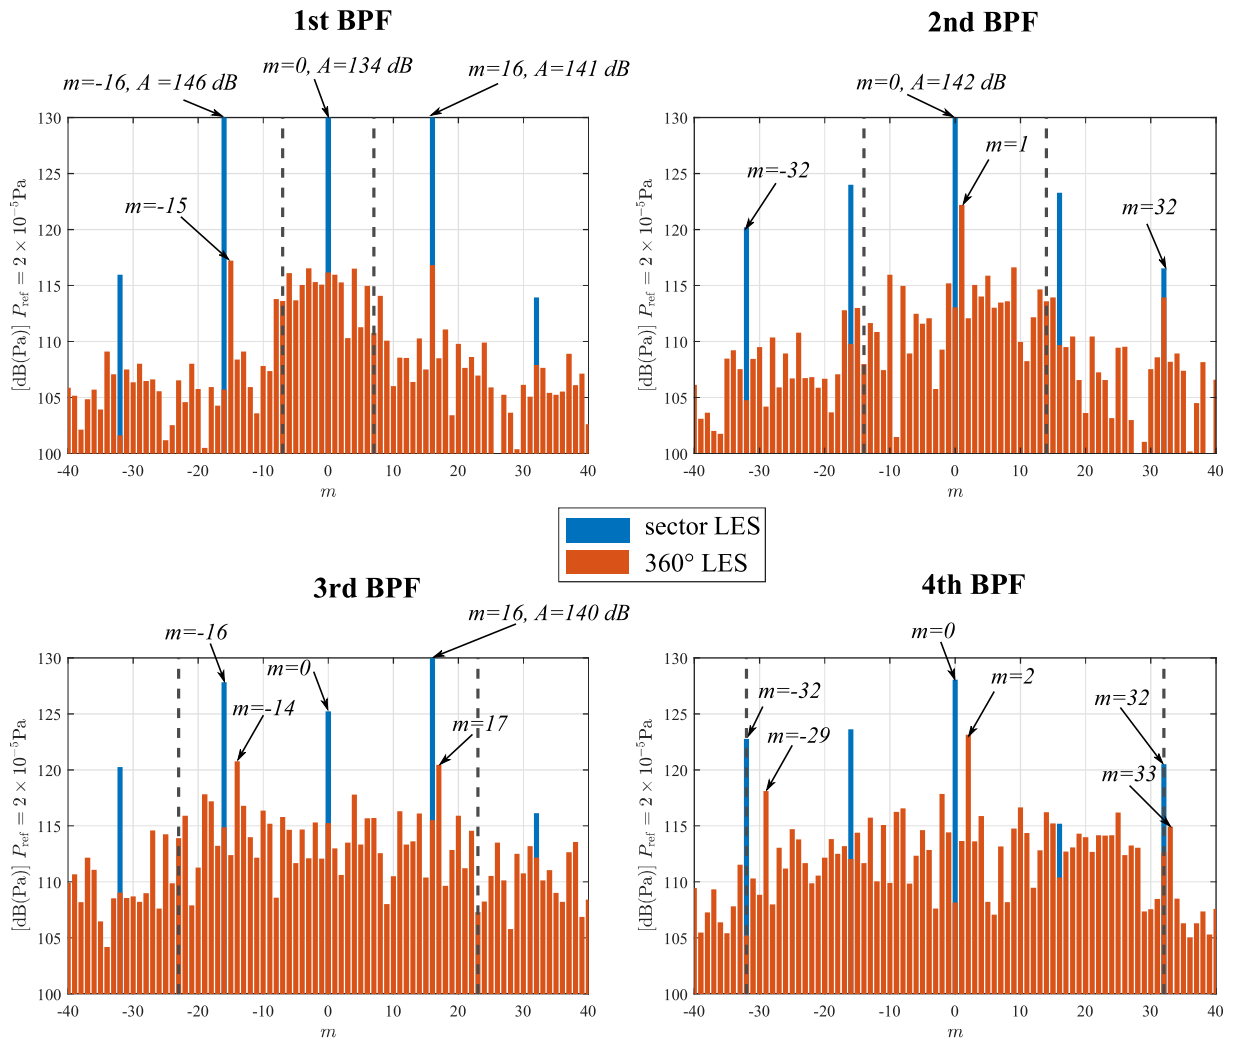 1st BPF
m=-16, A =146 dB
m=0, A=134 dB
m=16, A=141 dB
m=-15
130
125
120
115
110
105
100
[dB(Pa)] P_ref = 2 × 10⁻⁵Pa
-40 -30 -20 -10 0 10 20 30 40
m
2nd BPF
m=0, A=142 dB
m=1
m=-32
m=32
130
125
120
115
110
105
100
[dB(Pa)] P_ref = 2 × 10⁻⁵Pa
-40 -30 -20 -10 0 10 20 30 40
m
sector LES
360° LES
3rd BPF
m=16, A=140 dB
m=-16
m=0
m=-14
m=17
130
125
120
115
110
105
100
[dB(Pa)] P_ref = 2 × 10⁻⁵Pa
-40 -30 -20 -10 0 10 20 30 40
m
4th BPF
m=0
m=2
m=-32
m=32
m=-29
m=33
130
125
120
115
110
105
100
[dB(Pa)] P_ref = 2 × 10⁻⁵Pa
-40 -30 -20 -10 0 10 20 30 40
m